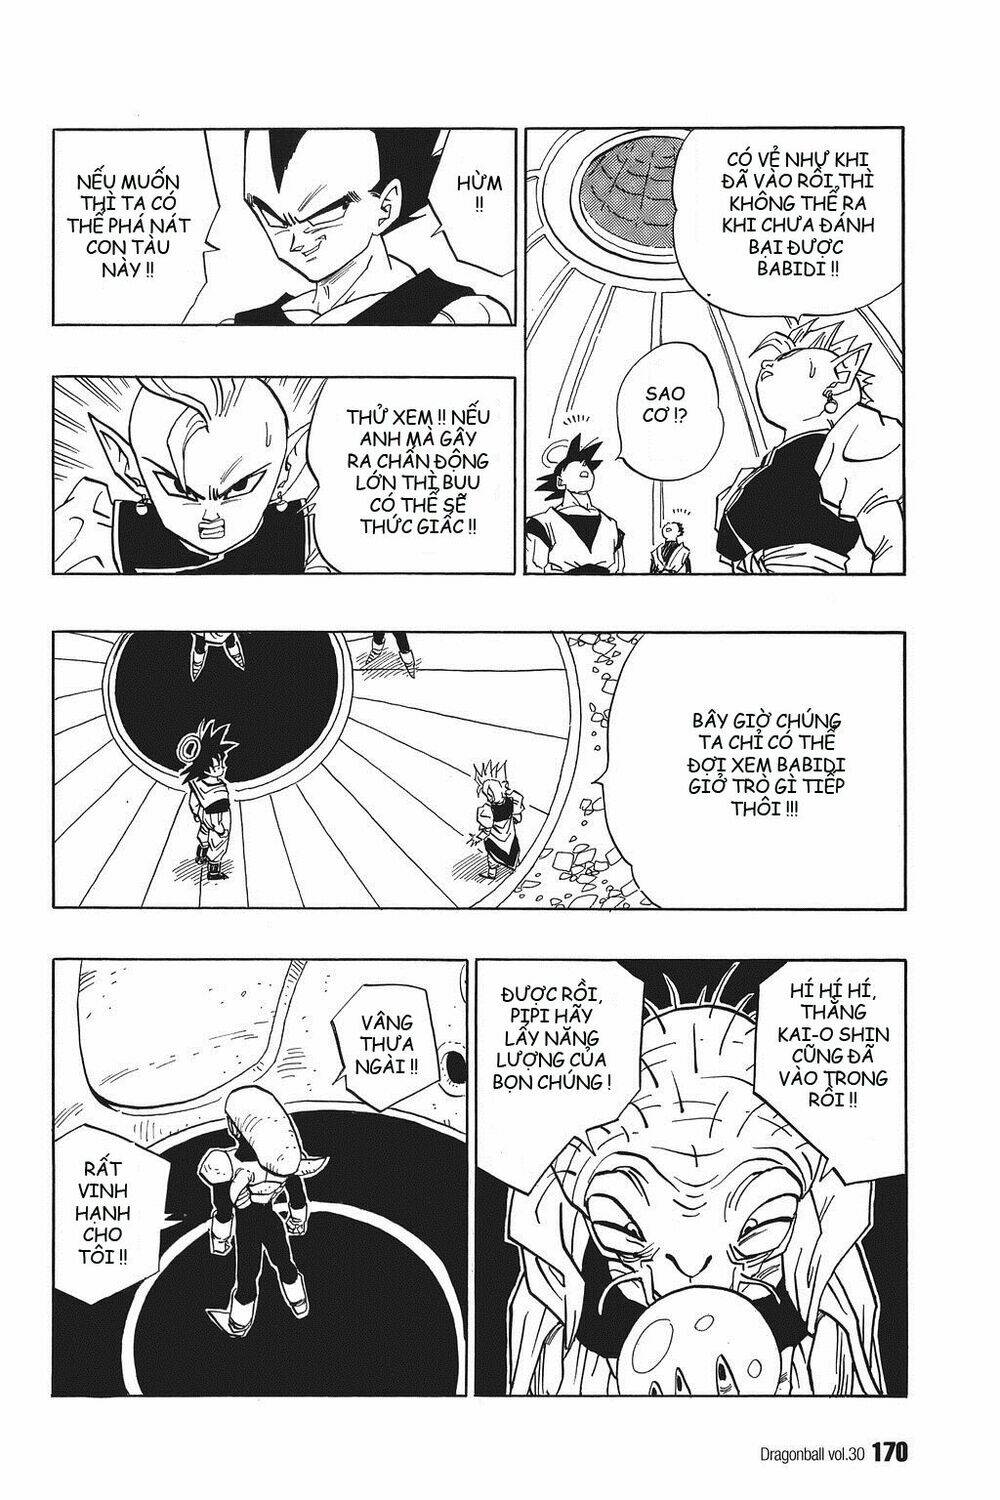 CÓ VẺ NHƯ KHI
ĐÃ VÀO RỒI THÌ
KHÔNG THỂ RA
KHI CHƯA ĐÁNH
BẠI ĐƯỢC
BABIDI !!
SAO
CƠ !?
HỪM
!!
NẾU MUỐN
THÌ TA CÓ
THỂ PHÁ NÁT
CON TÀU
NÀY !!
THỬ XEM !! NẾU
ANH MÀ GÂY
RA CHẤN ĐỘNG
LỚN THÌ BUU
CÓ THỂ SẼ
THỨC GIẤC !!
BÂY GIỜ CHÚNG
TA CHỈ CÓ THỂ
ĐỢI XEM BABIDI
GIỞ TRÒ GÌ TIẾP
THÔI !!!
HÍ HÍ HÍ,
THẰNG
KAI-O SHIN
CŨNG ĐÃ
VÀO TRONG
RỒI !!
ĐƯỢC RỒI,
PIPI HÃY
LẤY NĂNG
LƯỢNG CỦA
BỌN CHÚNG !
VÂNG
THƯA
NGÀI !!
RẤT
VINH
HẠNH
CHO
TÔI !!
Dragonball vol.30 170